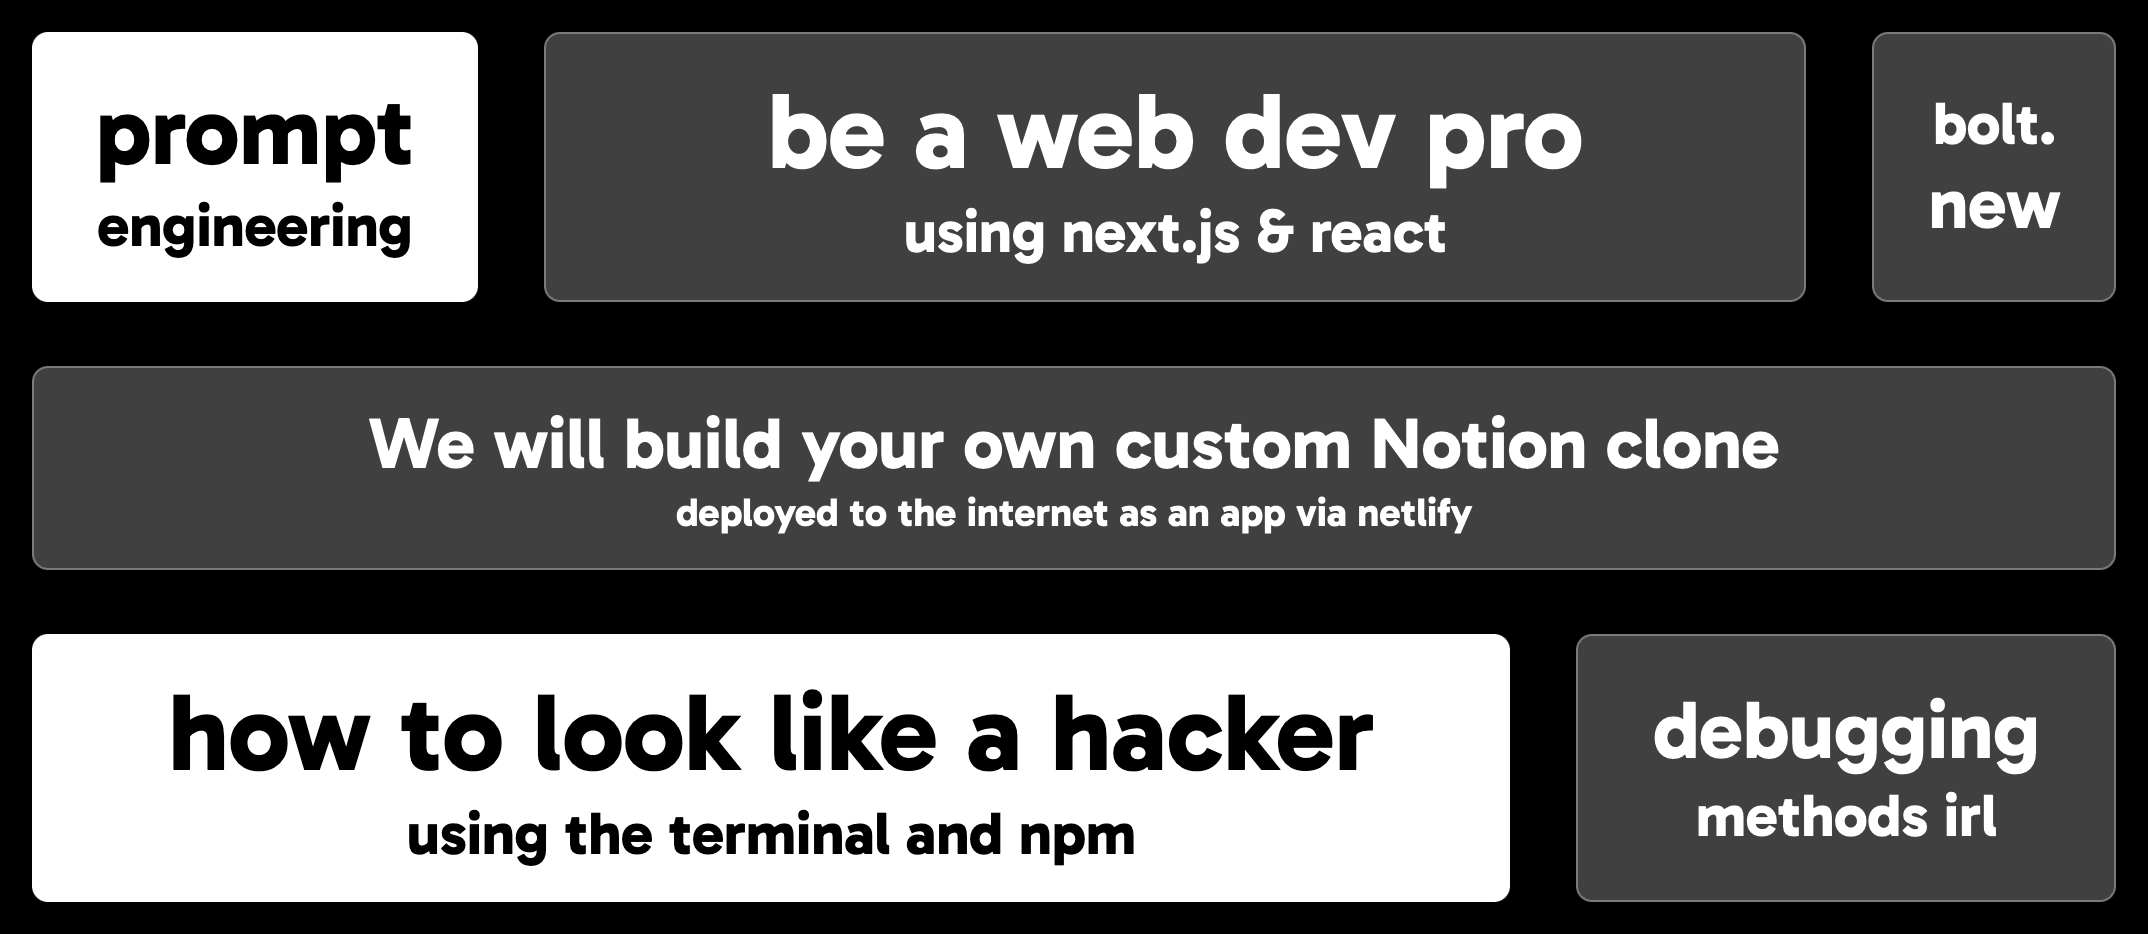 prompt
engineering
be a web dev pro
using next.js & react
bolt.
new
We will build your own custom Notion clone
deployed to the internet as an app via netlify
how to look like a hacker
using the terminal and npm
debugging
methods irl